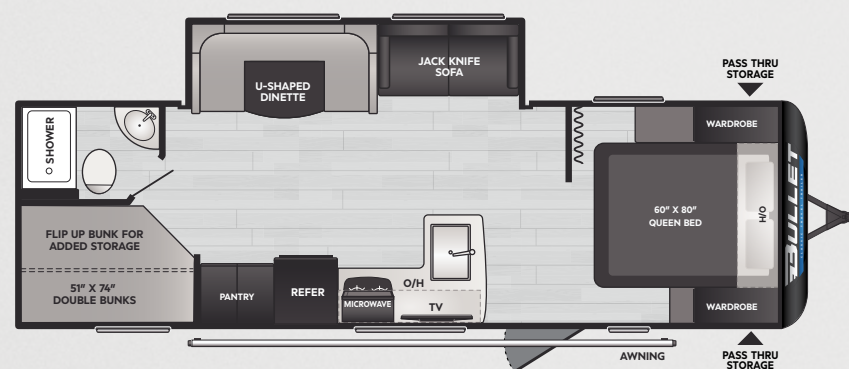 JACK KNIFE
SOFA
U-SHAPED
DINETTE
PASS THRU
STORAGE
SHOWER
WARDROBE
60" X 80"
QUEEN BED
H/O
BULLET
FLIP UP BUNK FOR
ADDED STORAGE
51" X 74"
DOUBLE BUNKS
PANTRY
REFER
MICROWAVE
O/H
TV
WARDROBE
AWNING
PASS THRU
STORAGE